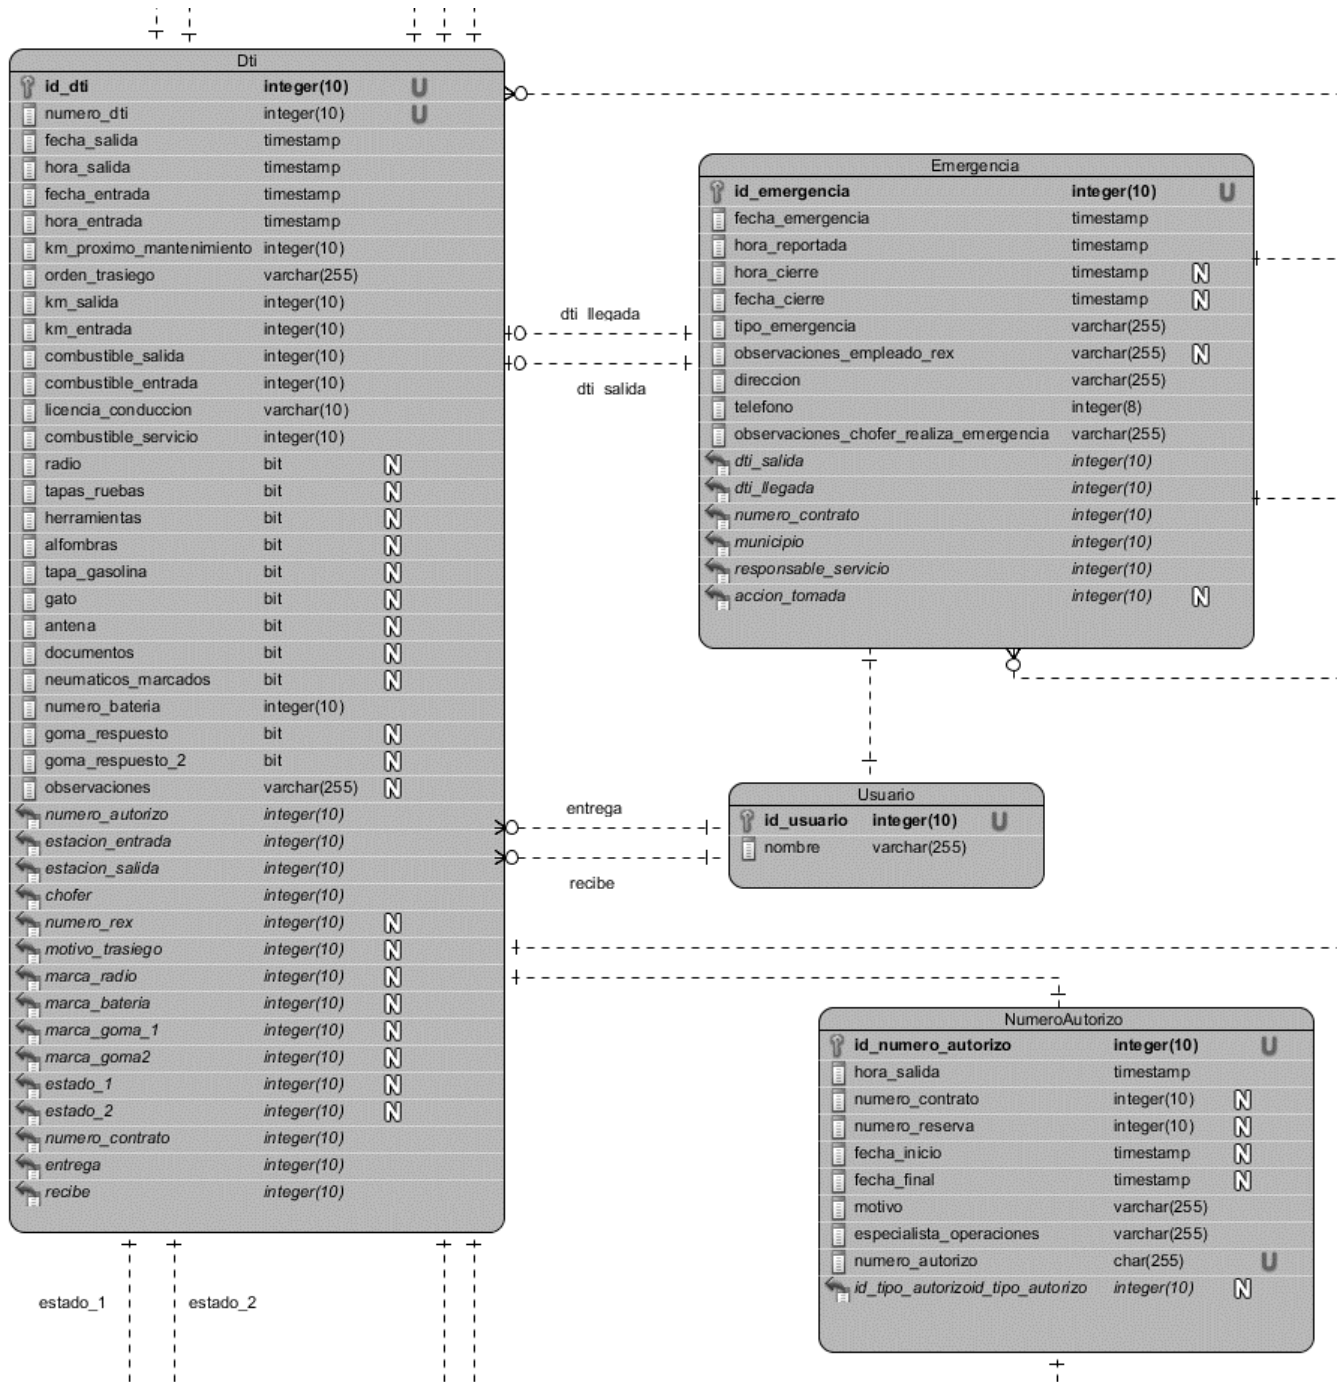 Dti
id_dti integer(10) U
numero_dti integer(10) U
fecha_salida timestamp
hora_salida timestamp
fecha_entrada timestamp
hora_entrada timestamp
km_proximo_mantenimiento integer(10)
orden_trasiego varchar(255)
km_salida integer(10)
km_entrada integer(10)
combustible_salida integer(10)
combustible_entrada integer(10)
licencia_conduccion varchar(10)
combustible_servicio integer(10)
radio bit N
tapas_ruebas bit N
herramientas bit N
alfombras bit N
tapa_gasolina bit N
gato bit N
antena bit N
documentos bit N
neumaticos_marcados bit N
numero_bateria integer(10)
goma_respuesto bit N
goma_respuesto_2 bit N
observaciones varchar(255) N
numero_autorizo integer(10)
estacion_entrada integer(10)
estacion_salida integer(10)
chofer integer(10)
numero_rex integer(10) N
motivo_trasiego integer(10) N
marca_radio integer(10) N
marca_bateria integer(10) N
marca_goma_1 integer(10) N
marca_goma2 integer(10) N
estado_1 integer(10) N
estado_2 integer(10) N
numero_contrato integer(10)
entrega integer(10)
recibe integer(10)
estado_1
estado_2
dti_llegada
dti_salida
Emergencia
id_emergencia integer(10) U
fecha_emergencia timestamp
hora_reportada timestamp
hora_cierre timestamp N
fecha_cierre timestamp N
tipo_emergencia varchar(255)
observaciones_empleado_rex varchar(255) N
direccion varchar(255)
telefono integer(8)
observaciones_chofer_realiza_emergencia varchar(255)
dti_salida integer(10)
dti_llegada integer(10)
numero_contrato integer(10)
municipio integer(10)
responsable_servicio integer(10)
accion_tomada integer(10) N
entrega
recibe
Usuario
id_usuario integer(10) U
nombre varchar(255)
NumeroAutorizo
id_numero_autorizo integer(10) U
hora_salida timestamp
numero_contrato integer(10) N
numero_reserva integer(10) N
fecha_inicio timestamp N
fecha_final timestamp N
motivo varchar(255)
especialista_operaciones varchar(255)
numero_autorizo char(255) U
id_tipo_autorizoid_tipo_autorizo integer(10) N